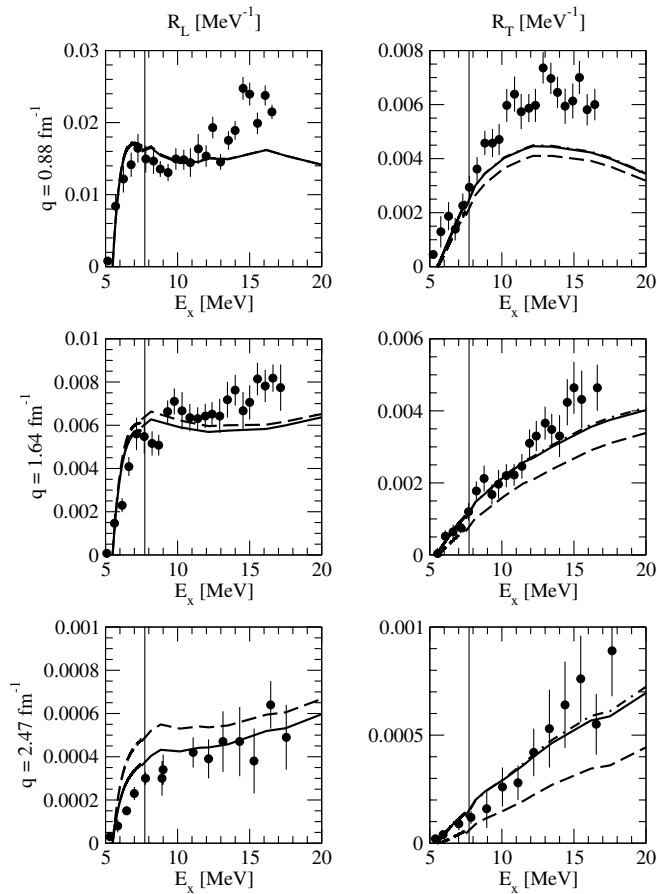 R_L [MeV⁻¹]
R_T [MeV⁻¹]
q = 0.88 fm⁻¹
0.03
0.02
0.01
0
5 10 15 20
E_x [MeV]
0.008
0.006
0.004
0.002
0
5 10 15 20
E_x [MeV]
q = 1.64 fm⁻¹
0.01
0.008
0.006
0.004
0.002
0
5 10 15 20
E_x [MeV]
0.006
0.004
0.002
0
5 10 15 20
E_x [MeV]
q = 2.47 fm⁻¹
0.001
0.0008
0.0006
0.0004
0.0002
0
5 10 15 20
E_x [MeV]
0.001
0.0005
0
5 10 15 20
E_x [MeV]